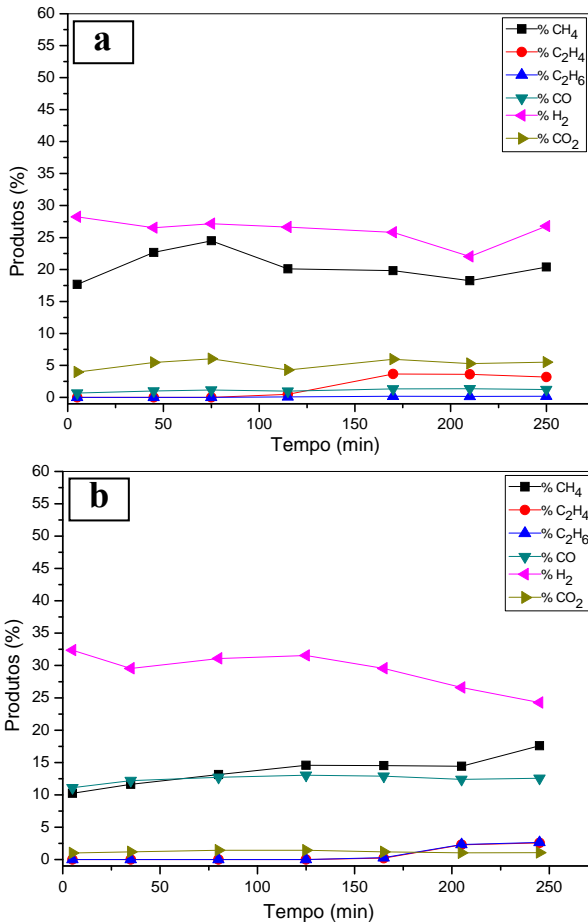 a
% CH4
% C2H4
% C2H6
% CO
% H2
% CO2
60
55
50
45
40
35
30
25
20
15
10
5
0
Produtos (%)
0
50
100
150
200
250
Tempo (min)
b
% CH4
% C2H4
% C2H6
% CO
% H2
% CO2
60
55
50
45
40
35
30
25
20
15
10
5
0
Produtos (%)
0
50
100
150
200
250
Tempo (min)